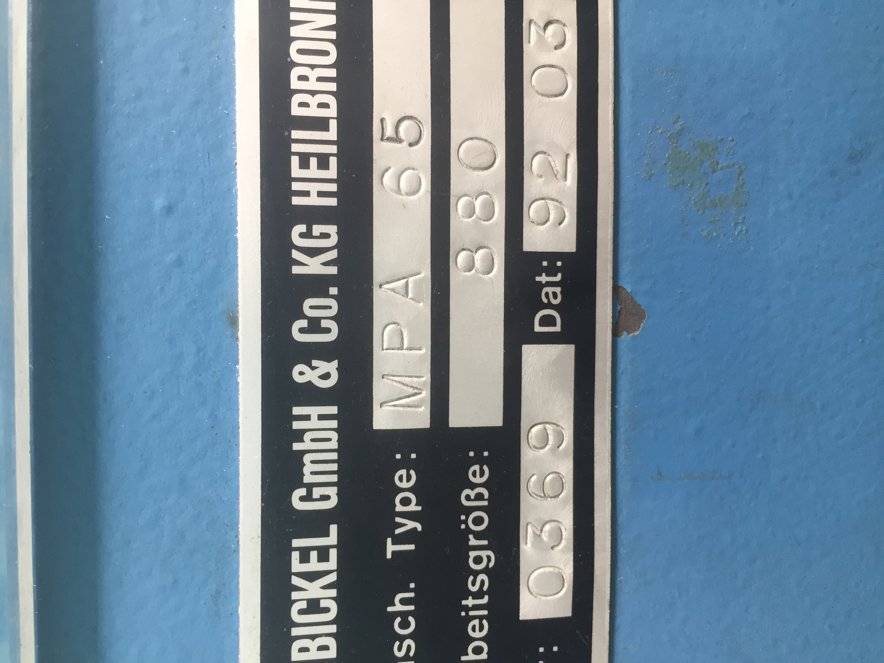 BICKEL GmbH & Co. KG HEILBRONN
sch. Type: MPA 65
beitsgröße: 880
: 0369 Dat: 92 03